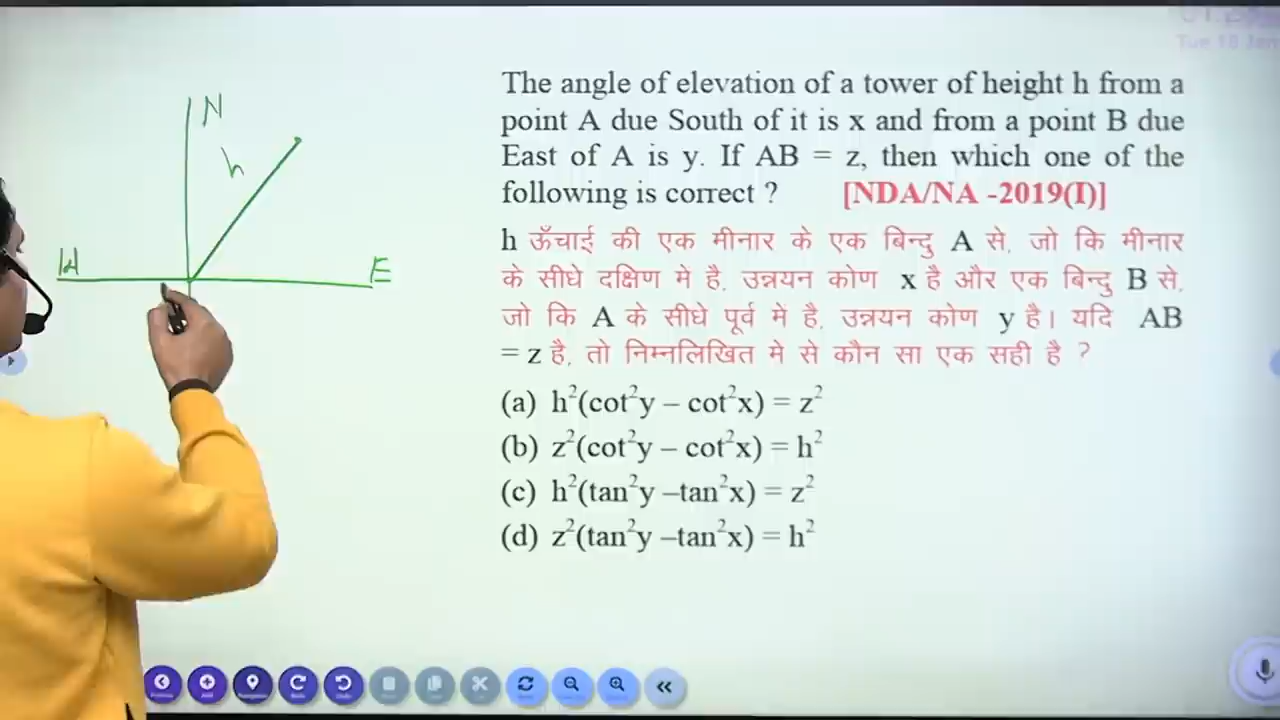 Tue 18 Jan
N
h
W
E
The angle of elevation of a tower of height h from a
point A due South of it is x and from a point B due
East of A is y. If AB = z, then which one of the
following is correct ? [NDA/NA -2019(I)]
h ऊँचाई की एक मीनार के एक बिन्दु A से, जो कि मीनार
के सीधे दक्षिण मे है, उन्नयन कोण x है और एक बिन्दु B से,
जो कि A के सीधे पूर्व में है, उन्नयन कोण y है। यदि AB
= z है, तो निम्नलिखित मे से कौन सा एक सही है ?
(a) h²(cot²y – cot²x) = z²
(b) z²(cot²y – cot²x) = h²
(c) h²(tan²y –tan²x) = z²
(d) z²(tan²y –tan²x) = h²